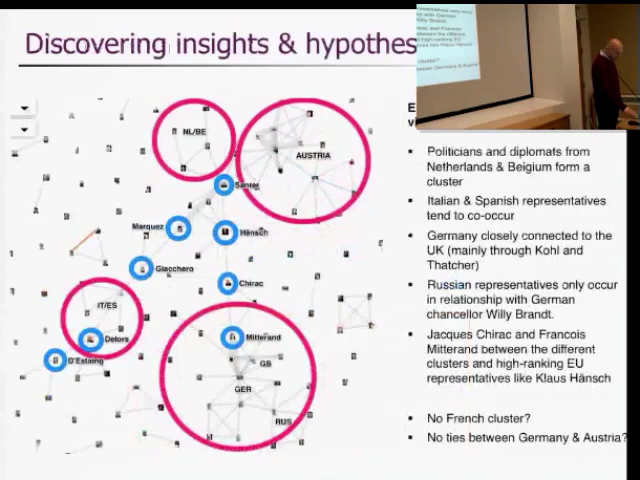 Discovering insights & hypothes
NL/BE
AUSTRIA
Santer
Marquez
Hänsch
Giacchero
Chirac
IT/ES
Delors
Mitterand
D'Estaing
GB
GER
RUS
Politicians and diplomats from
Netherlands & Belgium form a
cluster
Italian & Spanish representatives
tend to co-occur
Germany closely connected to the
UK (mainly through Kohl and
Thatcher)
Russian representatives only occur
in relationship with German
chancellor Willy Brandt.
Jacques Chirac and Francois
Mitterand between the different
clusters and high-ranking EU
representatives like Klaus Hänsch
No French cluster?
No ties between Germany & Austria?